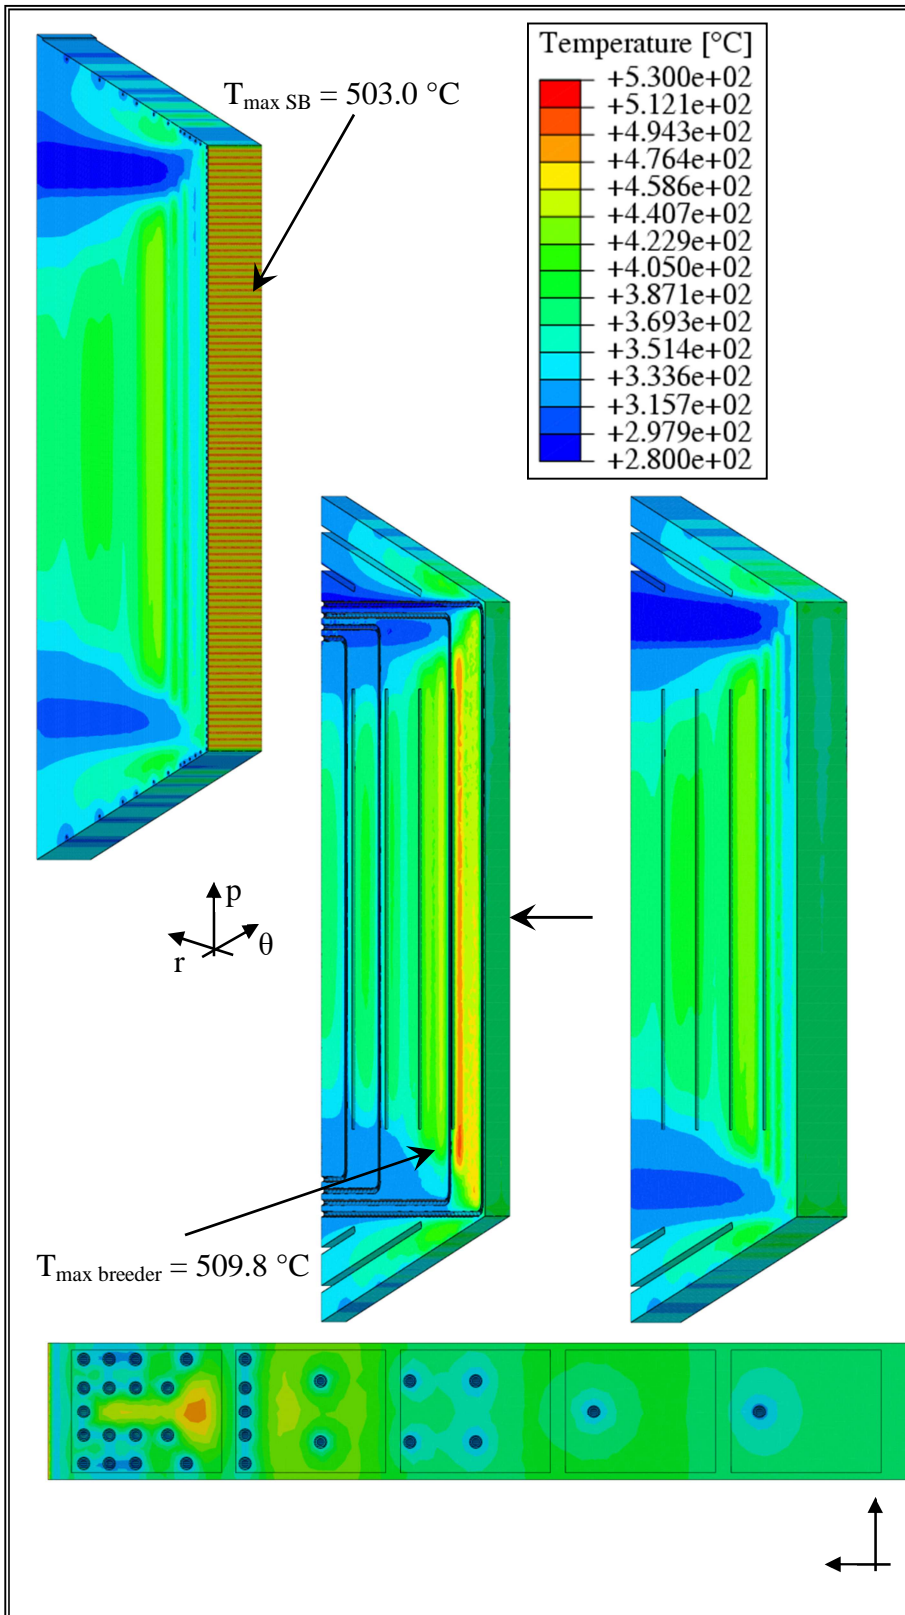 Temperature [°C]
+5.300e+02
+5.121e+02
+4.943e+02
+4.764e+02
+4.586e+02
+4.407e+02
+4.229e+02
+4.050e+02
+3.871e+02
+3.693e+02
+3.514e+02
+3.336e+02
+3.157e+02
+2.979e+02
+2.800e+02
Tmax SB = 503.0 °C
p
r
θ
Tmax breeder = 509.8 °C